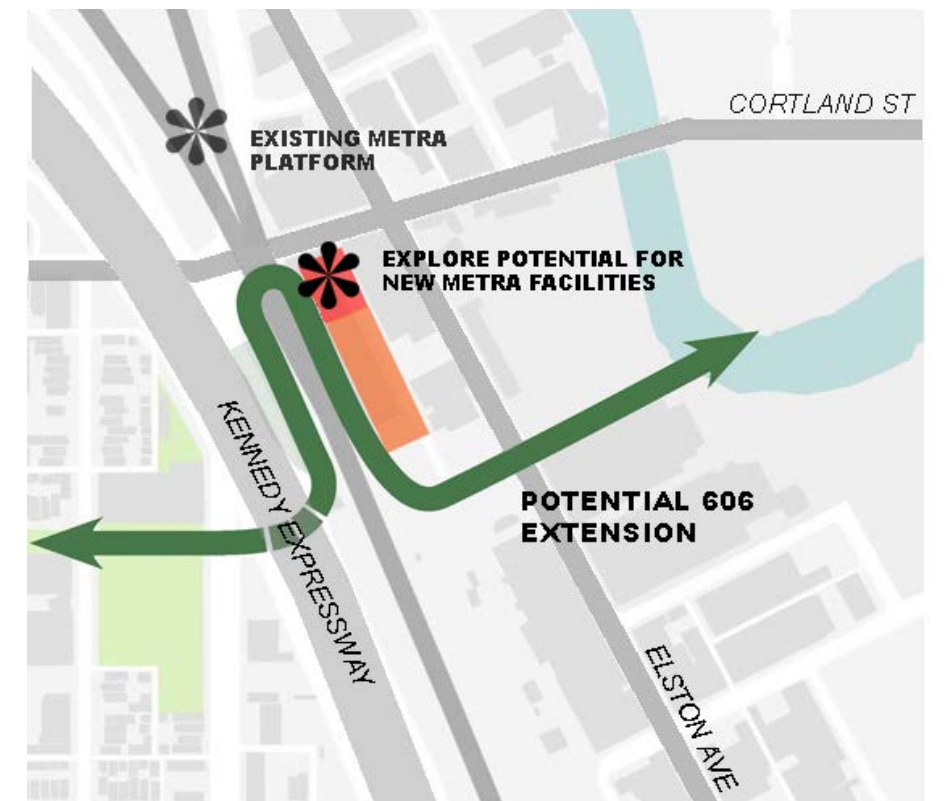 CORTLAND ST
EXISTING METRA
PLATFORM
EXPLORE POTENTIAL FOR
NEW METRA FACILITIES
KENNEDY EXPRESSWAY
POTENTIAL 606
EXTENSION
ELSTON AVE